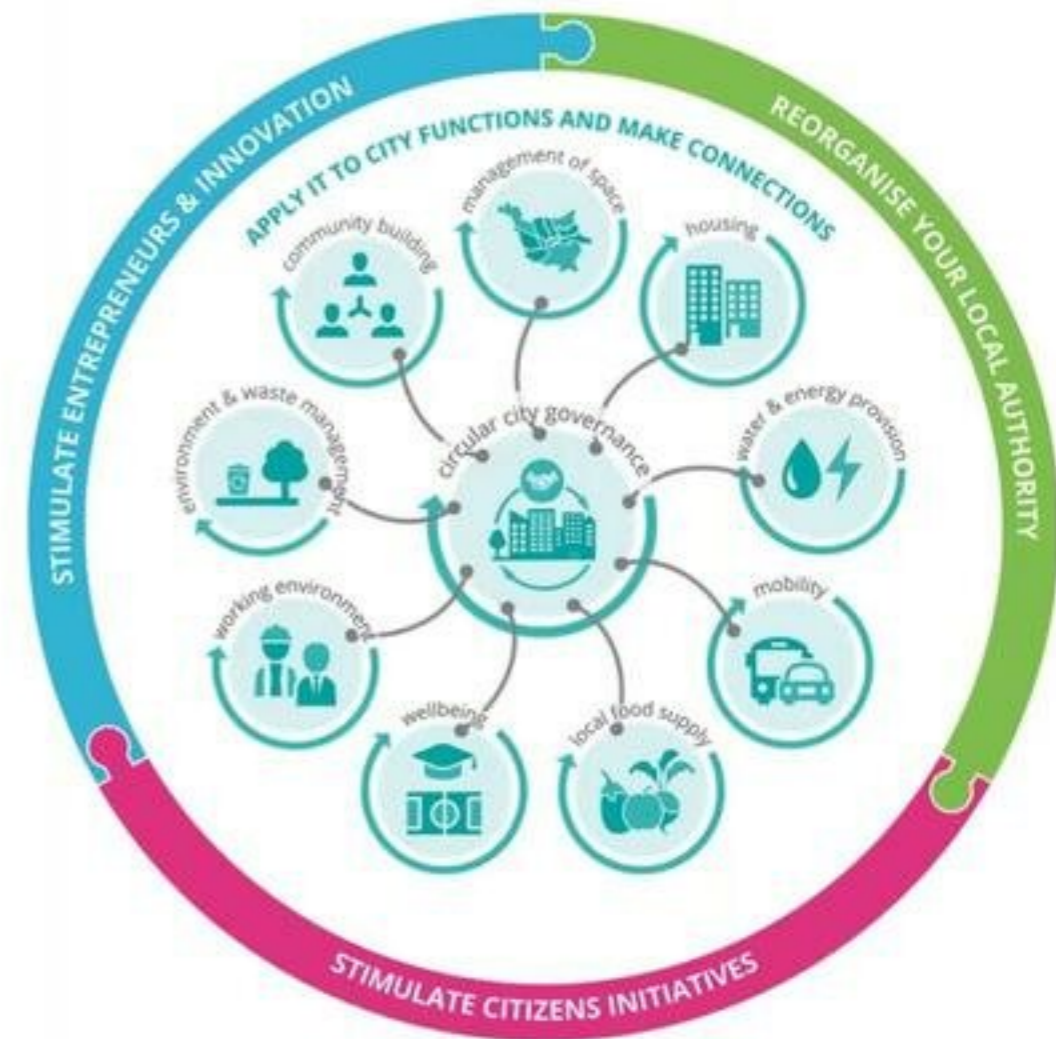 STIMULATE ENTREPRENEURS & INNOVATION
REORGANISE YOUR LOCAL AUTHORITY
STIMULATE CITIZENS INITIATIVES
APPLY IT TO CITY FUNCTIONS AND MAKE CONNECTIONS
management of space
housing
water & energy provision
mobility
local food supply
wellbeing
working environment
environment & waste management
community building
circular city governance